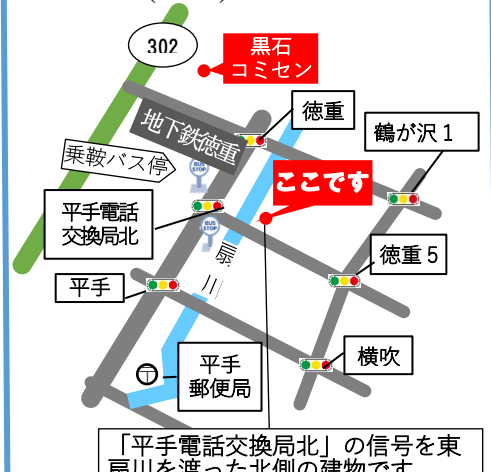 302
黒石
コミセン
地下鉄徳重
徳重
鶴が沢１
乗鞍バス停
BUS
STOP
ここです
平手電話
交換局北
BUS
STOP
扇
川
徳重５
平手
横吹
平手
郵便局
「平手電話交換局北」の信号を東
扇川を渡った北側の建物です